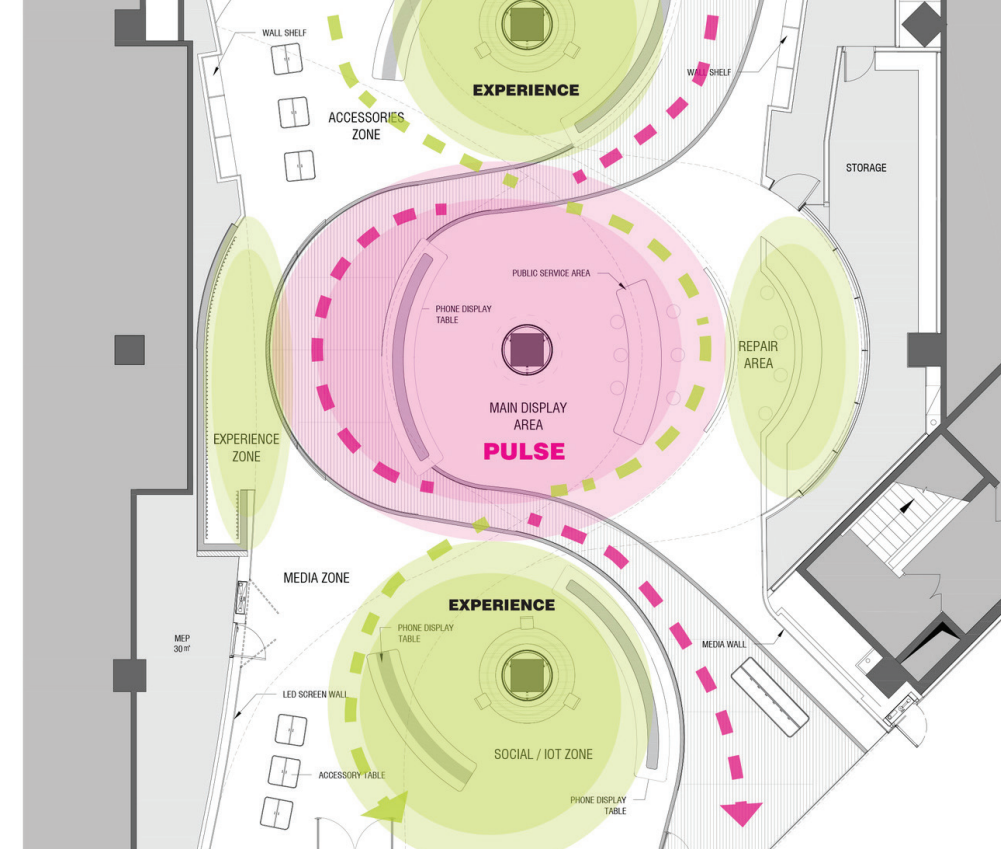 WALL SHELF
EXPERIENCE
WALL SHELF
ACCESSORIES
ZONE
STORAGE
PUBLIC SERVICE AREA
PHONE DISPLAY
TABLE
REPAIR
AREA
MAIN DISPLAY
AREA
PULSE
EXPERIENCE
ZONE
MEDIA ZONE
EXPERIENCE
PHONE DISPLAY
TABLE
MEP
30㎡
MEDIA WALL
LED SCREEN WALL
SOCIAL / IOT ZONE
ACCESSORY TABLE
PHONE DISPLAY
TABLE